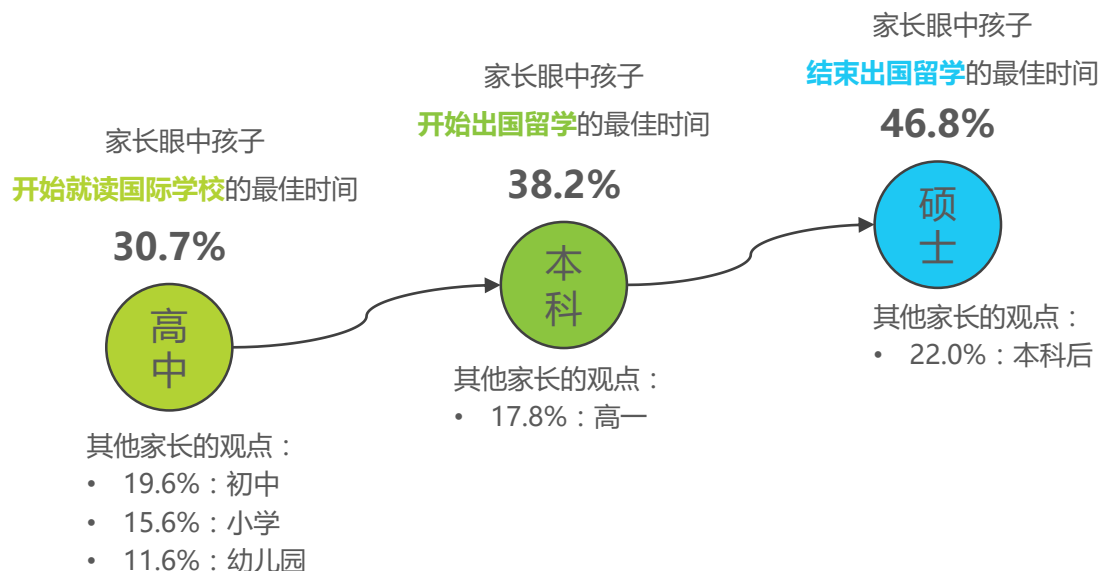 家长眼中孩子
开始就读国际学校的最佳时间
30.7%
高
中
其他家长的观点：
• 19.6%：初中
• 15.6%：小学
• 11.6%：幼儿园
家长眼中孩子
开始出国留学的最佳时间
38.2%
本
科
其他家长的观点：
• 17.8%：高一
家长眼中孩子
结束出国留学的最佳时间
46.8%
硕
士
其他家长的观点：
• 22.0%：本科后